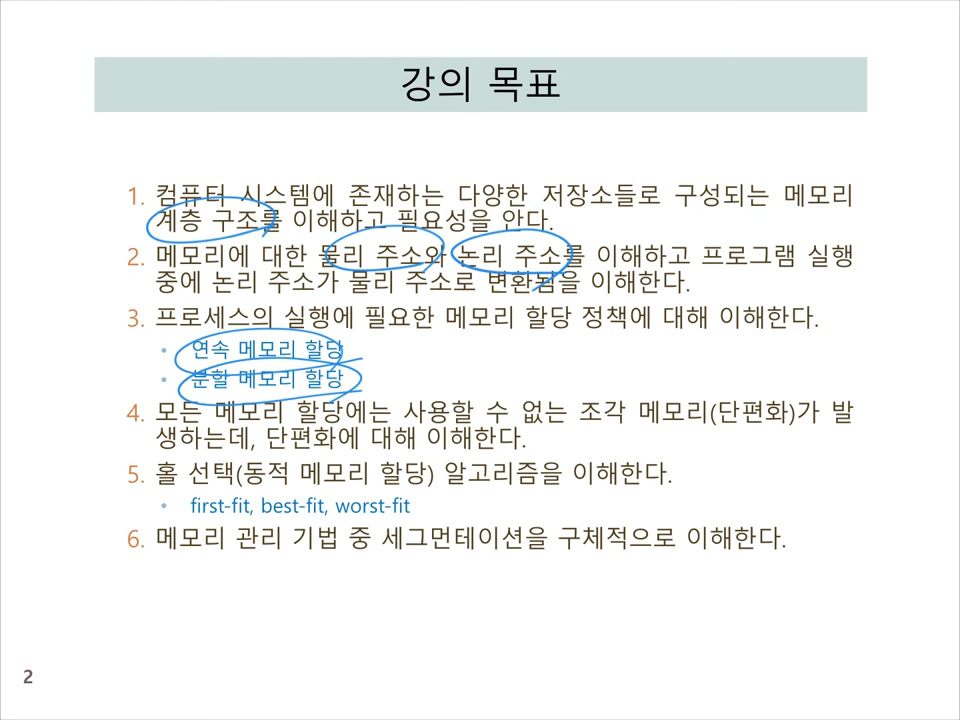 강의 목표
1. 컴퓨터 시스템에 존재하는 다양한 저장소들로 구성되는 메모리
계층 구조를 이해하고 필요성을 안다.
2. 메모리에 대한 물리 주소와 논리 주소를 이해하고 프로그램 실행
중에 논리 주소가 물리 주소로 변환됨을 이해한다.
3. 프로세스의 실행에 필요한 메모리 할당 정책에 대해 이해한다.
• 연속 메모리 할당
• 분할 메모리 할당
4. 모든 메모리 할당에는 사용할 수 없는 조각 메모리(단편화)가 발
생하는데, 단편화에 대해 이해한다.
5. 홀 선택(동적 메모리 할당) 알고리즘을 이해한다.
• first-fit, best-fit, worst-fit
6. 메모리 관리 기법 중 세그먼테이션을 구체적으로 이해한다.
2